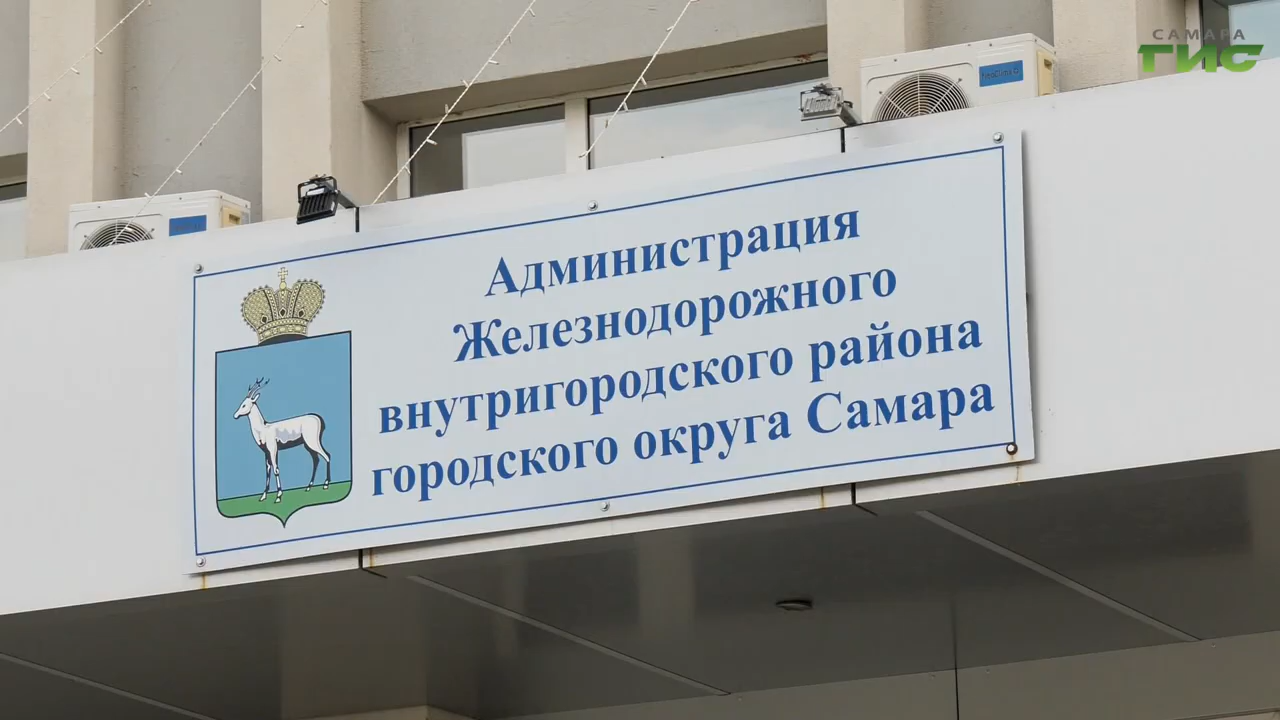 САМАРА
ГИС
Администрация
Железнодорожного
внутригородского района
городского округа Самара